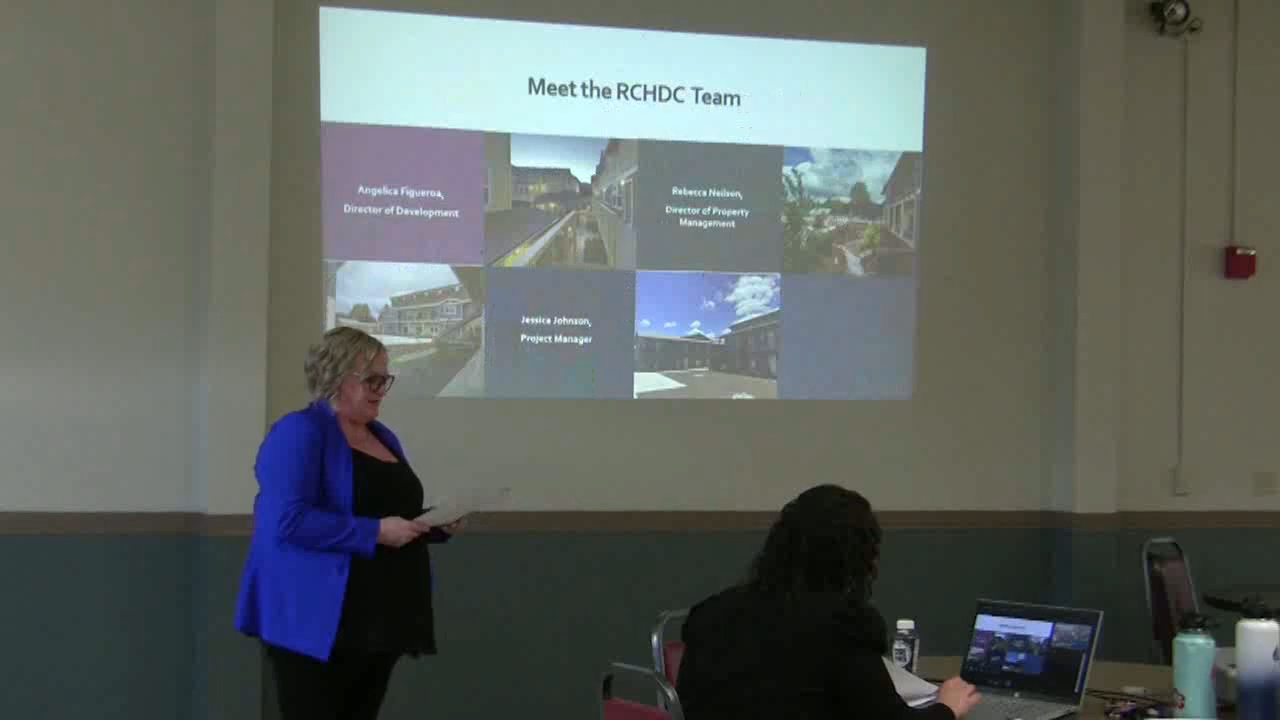 Meet the RCHDC Team
Angelica Figueroa,
Director of Development
Rebecca Neilson,
Director of Property
Management
Jessica Johnson,
Project Manager